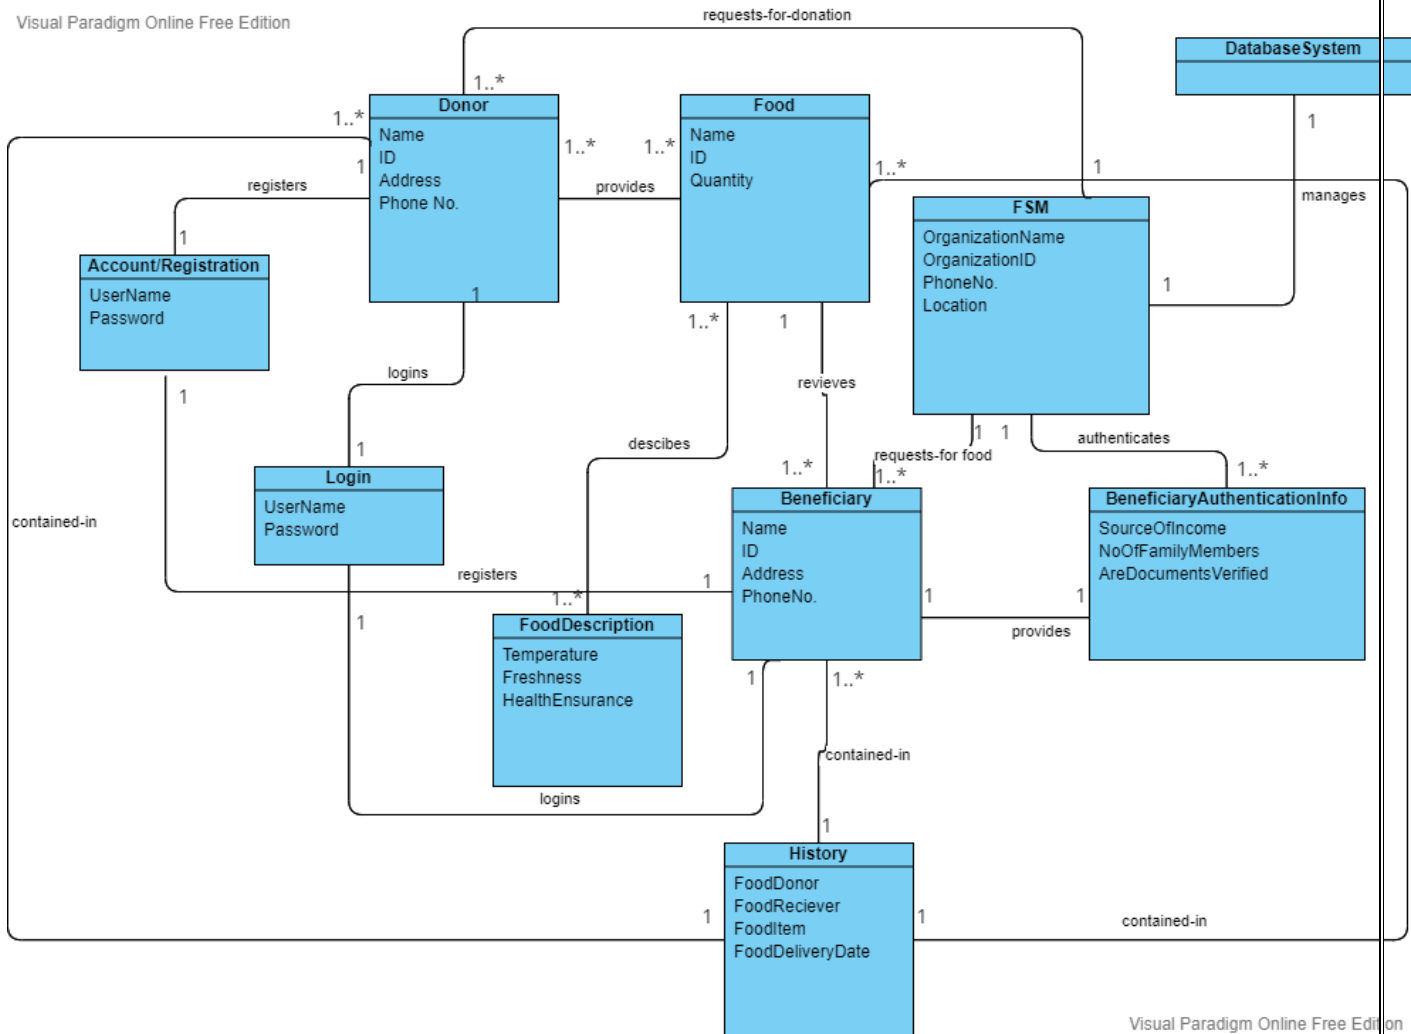 Visual Paradigm Online Free Edition
requests-for-donation
DatabaseSystem
1
manages
1..*
1..*
Donor
Name
ID
Address
Phone No.
1
1
1..*
provides
1..*
Food
Name
ID
Quantity
1..*
1
FSM
OrganizationName
OrganizationID
PhoneNo.
Location
1
registers
1
Account/Registration
UserName
Password
1
logins
1
Login
UserName
Password
1
1..*
1
revieves
descibes
1..*
1
1
requests-for food
1..*
authenticates
1..*
Beneficiary
Name
ID
Address
PhoneNo.
BeneficiaryAuthenticationInfo
SourceOfIncome
NoOfFamilyMembers
AreDocumentsVerified
contained-in
registers
1
1..*
FoodDescription
Temperature
Freshness
HealthEnsurance
1
1
provides
1
1..*
contained-in
logins
1
History
FoodDonor
FoodReciever
FoodItem
FoodDeliveryDate
1
1
contained-in
Visual Paradigm Online Free Edition